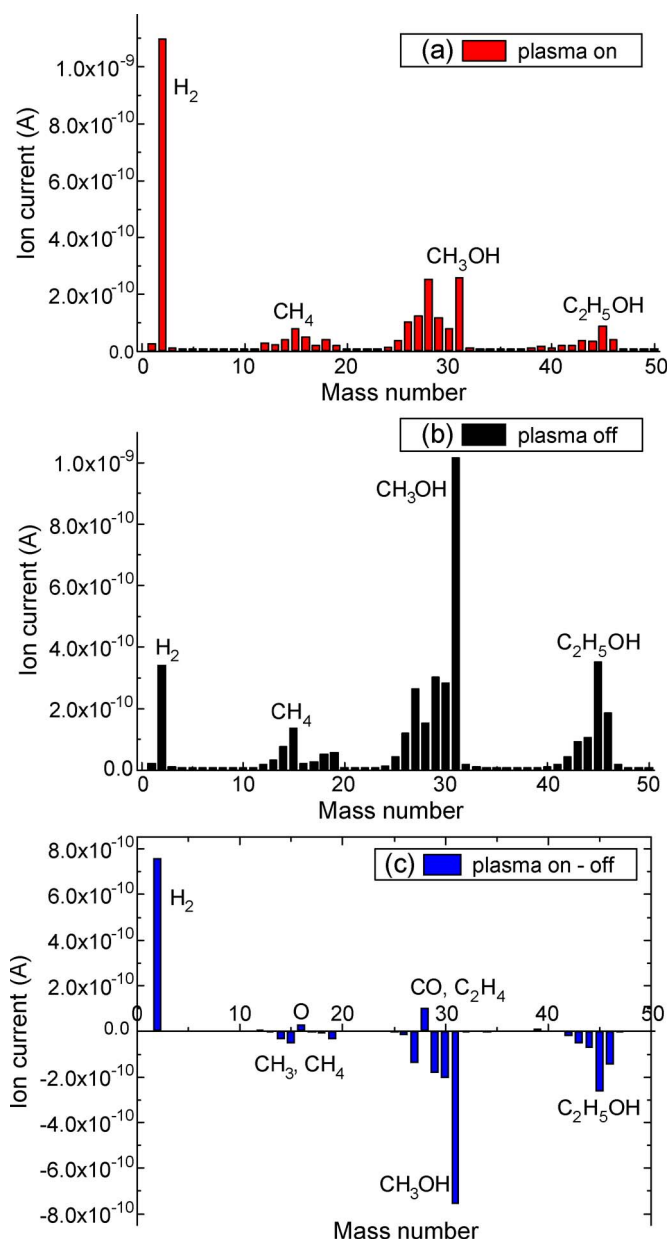 (a) plasma on
1.0x10⁻⁹
H₂
8.0x10⁻¹⁰
6.0x10⁻¹⁰
4.0x10⁻¹⁰
CH₃OH
2.0x10⁻¹⁰
CH₄
C₂H₅OH
0.0
0 10 20 30 40 50
Mass number
Ion current (A)
(b) plasma off
1.0x10⁻⁹
CH₃OH
8.0x10⁻¹⁰
6.0x10⁻¹⁰
4.0x10⁻¹⁰
H₂
C₂H₅OH
2.0x10⁻¹⁰
CH₄
0.0
0 10 20 30 40 50
Mass number
Ion current (A)
8.0x10⁻¹⁰
(c) plasma on - off
6.0x10⁻¹⁰
H₂
4.0x10⁻¹⁰
2.0x10⁻¹⁰
CO, C₂H₄
0 10 O 20 30 40 50
0.0
CH₃, CH₄
-2.0x10⁻¹⁰
C₂H₅OH
-4.0x10⁻¹⁰
-6.0x10⁻¹⁰
CH₃OH
-8.0x10⁻¹⁰
Mass number
Ion current (A)